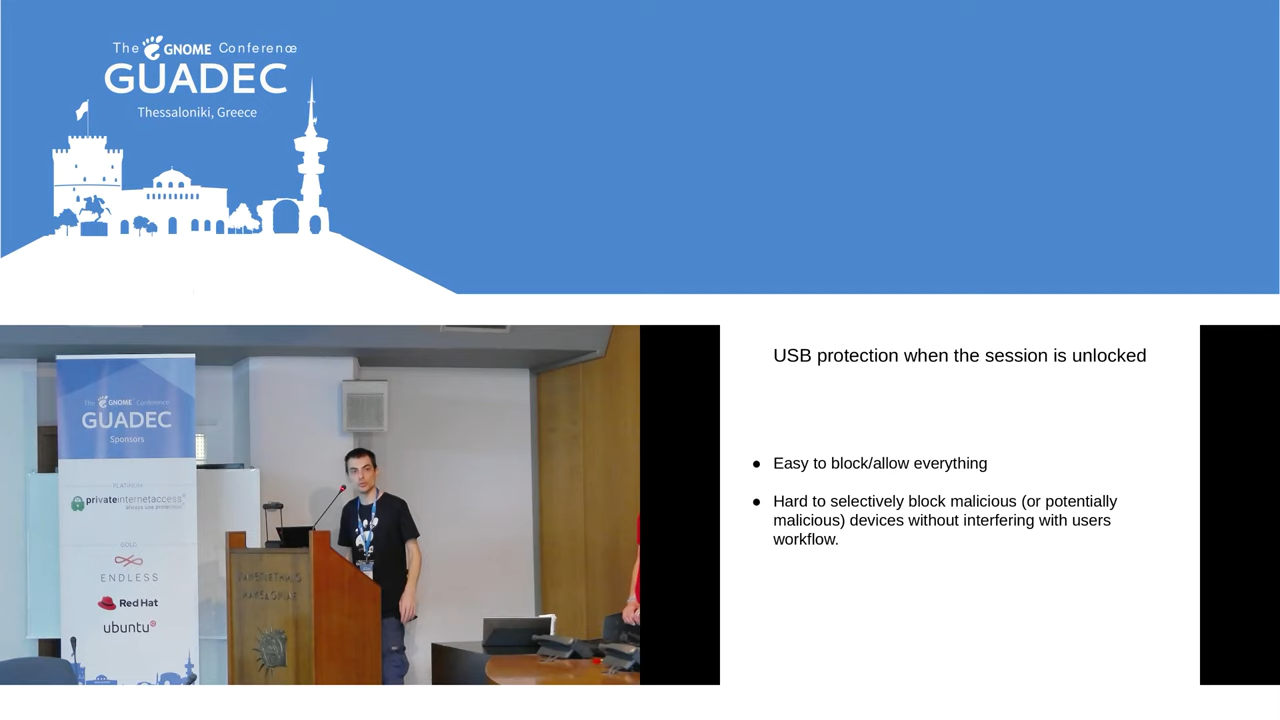 The GNOME Conference
GUADEC
Thessaloniki, Greece
The GNOME Conference
GUADEC
Sponsors
PLATINUM
privateinternetaccess
always use protection
GOLD
ENDLESS
Red Hat
ubuntu
USB protection when the session is unlocked
● Easy to block/allow everything
● Hard to selectively block malicious (or potentially
malicious) devices without interfering with users
workflow.